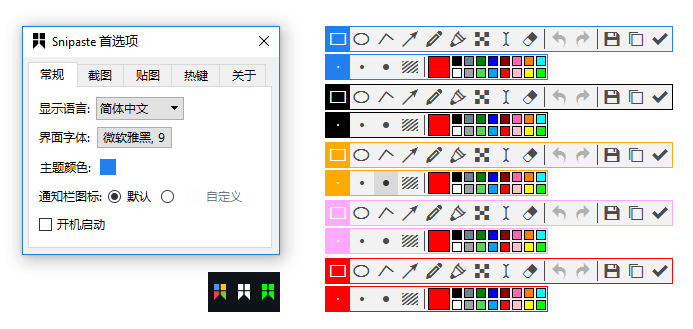 Snipaste 首选项
常规 截图 贴图 热键 关于
显示语言: 简体中文
界面字体: 微软雅黑, 9
主题颜色:
通知栏图标: 默认 自定义
开机启动